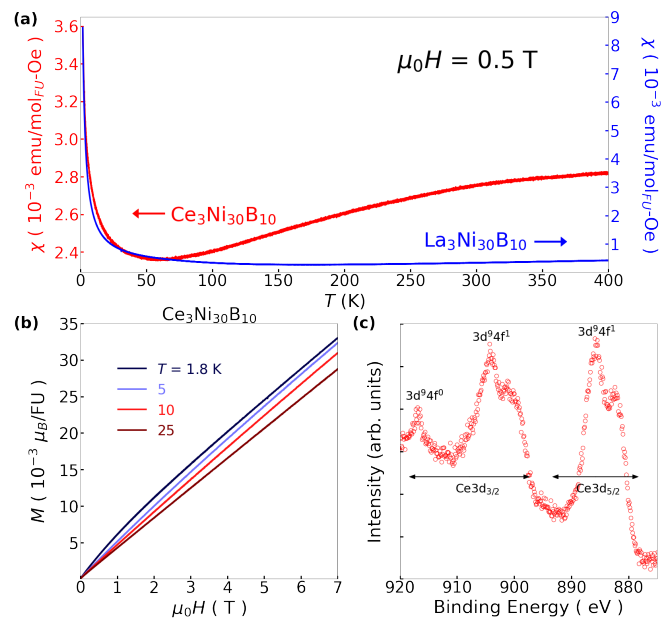 (a)
3.6
3.4
3.2
3.0
2.8
2.6
2.4
χ ( 10⁻³ emu/mol_FU-Oe)
μ₀H = 0.5 T
Ce₃Ni₃₀B₁₀
La₃Ni₃₀B₁₀
9
8
7
6
5
4
3
2
1
χ ( 10⁻³ emu/mol_FU-Oe)
0 50 100 150 200 250 300 350 400
T (K)
(b)
Ce₃Ni₃₀B₁₀
35
30
25
20
15
10
5
M ( 10⁻³ μ_B/FU)
T = 1.8 K
5
10
25
0 1 2 3 4 5 6 7
μ₀H ( T )
(c)
Intensity (arb. units)
3d⁹4f⁰
3d⁹4f¹
3d⁹4f¹
Ce3d₃/₂
Ce3d₅/₂
920 910 900 890 880
Binding Energy ( eV )